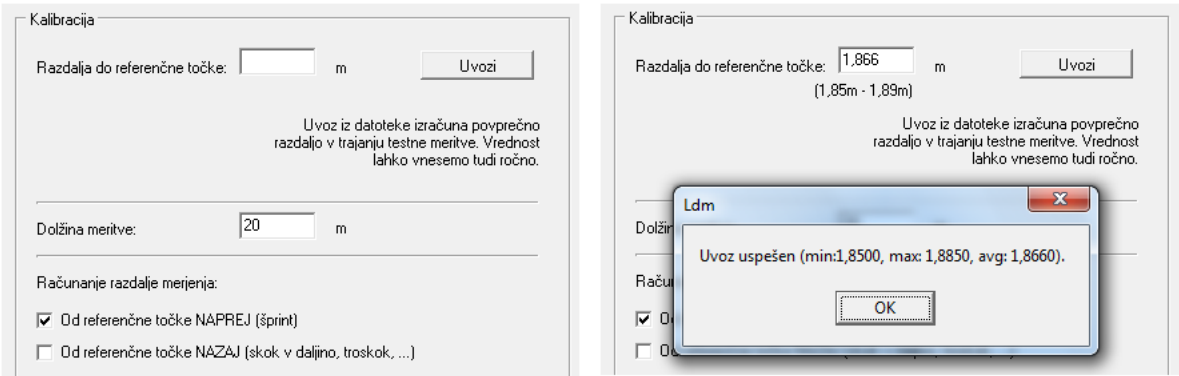 Kalibracija
Razdalja do referenčne točke:
m
Uvozi
Uvoz iz datoteke izračuna povprečno
razdaljo v trajanju testne meritve. Vrednost
lahko vnesemo tudi ročno.
Dolžina meritve: 20 m
Računanje razdalje merjenja:
Od referenčne točke NAPREJ (šprint)
Od referenčne točke NAZAJ (skok v daljino, troskok, ...)
Kalibracija
Razdalja do referenčne točke: 1,866 m
Uvozi
(1,85m - 1,89m)
Uvoz iz datoteke izračuna povprečno
razdaljo v trajanju testne meritve. Vrednost
lahko vnesemo tudi ročno.
Ldm
Uvoz uspešen (min:1,8500, max: 1,8850, avg: 1,8660).
OK